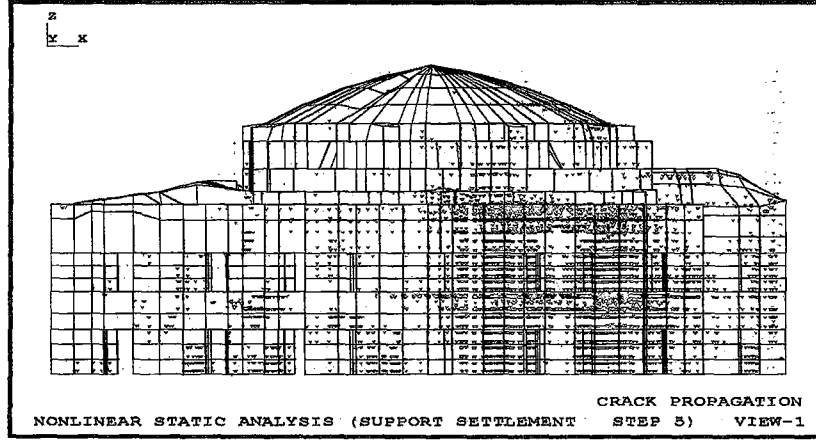 Z
Y X
CRACK PROPAGATION
NONLINEAR STATIC ANALYSIS (SUPPORT SETTLEMENT STEP 5) VIEW-1